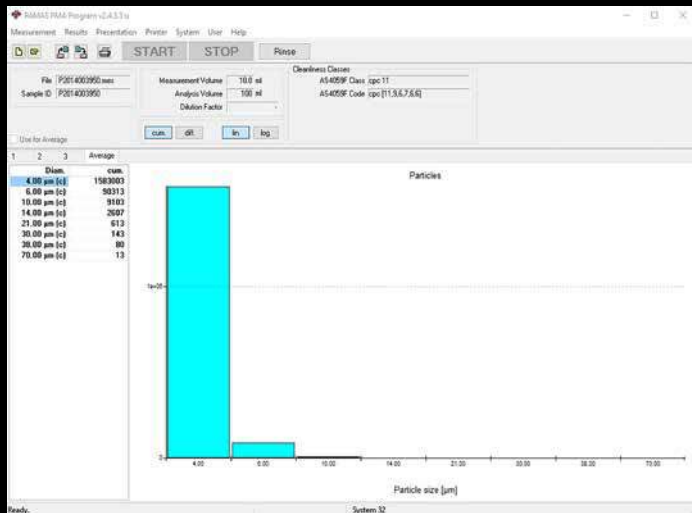 PAMAS PMA Program v2.4.3.3 u
Measurement Results Presentation Printer System User Help
START STOP Rinse
File P2014003950.mes
Sample ID P2014003950
Use for Average
Measurement Volume 10.0 ml
Analysis Volume 100 ml
Dilution Factor -
cum. diff. lin log
Cleanliness Classes
AS4059F Class cpc 11
AS4059F Code cpc [11,9,6,7,6,6]
1 2 3 Average
Diam. cum.
4.00 µm (c) 1583003
6.00 µm (c) 90313
10.00 µm (c) 9103
14.00 µm (c) 2607
21.00 µm (c) 613
30.00 µm (c) 143
38.00 µm (c) 80
70.00 µm (c) 13
Particles
1e+06
0
4.00 6.00 10.00 14.00 21.00 30.00 38.00 70.00
Particle size [µm]
Ready. System 32